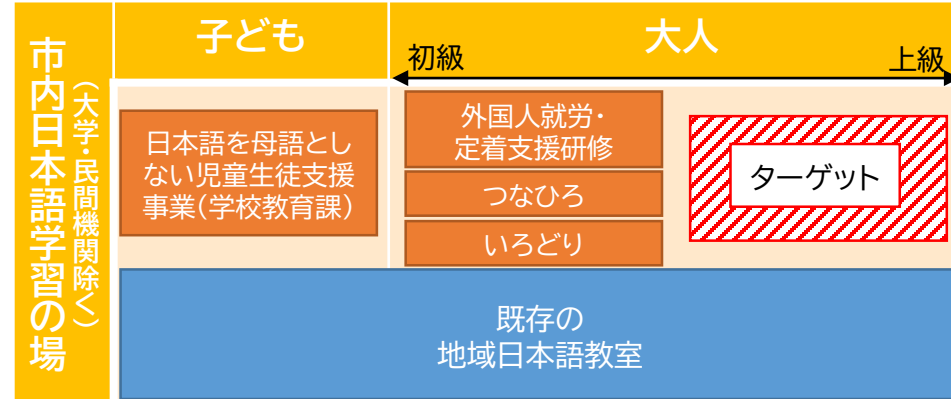 市内日本語学習の場
（大学・民間機関除く）
子ども
大人
初級
上級
日本語を母語とし
ない児童生徒支援
事業（学校教育課）
外国人就労・
定着支援研修
つなひろ
いろどり
ターゲット
既存の
地域日本語教室